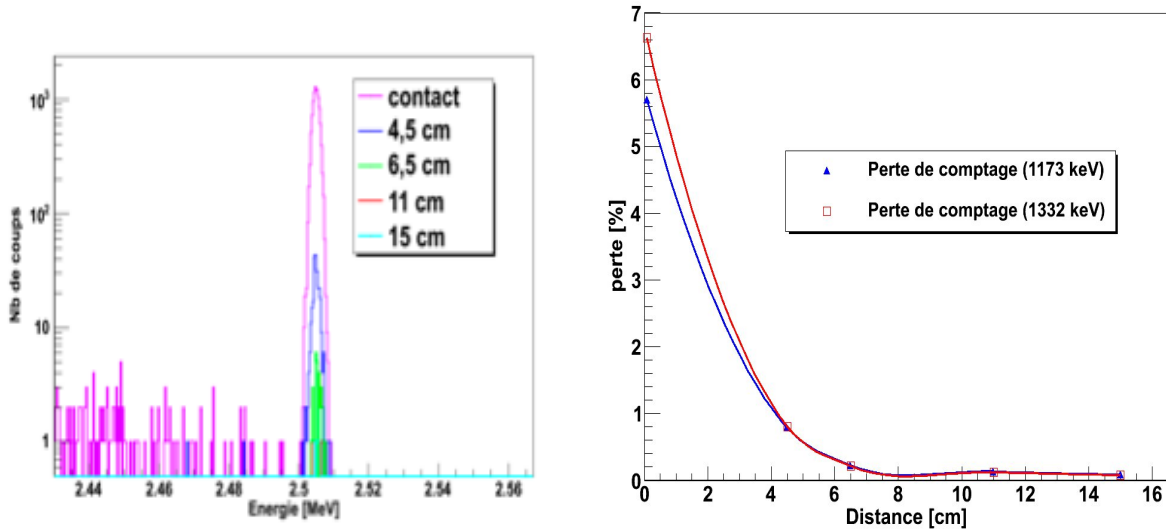 10³
10²
10
1
Nb de coups
contact
4,5 cm
6,5 cm
11 cm
15 cm
2.44
2.46
2.48
2.5
2.52
2.54
2.56
Energie [MeV]
7
6
5
4
3
2
1
0
perte [%]
Perte de comptage (1173 keV)
Perte de comptage (1332 keV)
0
2
4
6
8
10
12
14
16
Distance [cm]